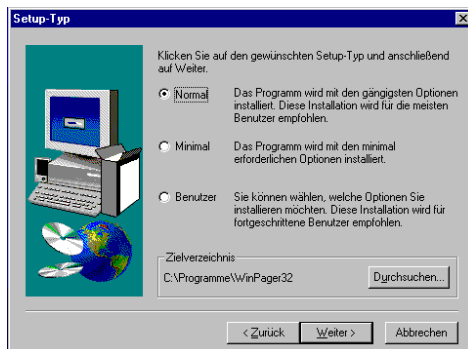 Setup-Typ
Klicken Sie auf den gewünschten Setup-Typ und anschließend
auf Weiter.
Normal
Das Programm wird mit den gängigsten Optionen
installiert. Diese Installation wird für die meisten
Benutzer empfohlen.
Minimal
Das Programm wird mit den minimal
erforderlichen Optionen installiert.
Benutzer
Sie können wählen, welche Optionen Sie
installieren möchten. Diese Installation wird für
fortgeschrittene Benutzer empfohlen.
Zielverzeichnis
C:\Programme\WinPager32
Durchsuchen...
< Zurück
Weiter >
Abbrechen